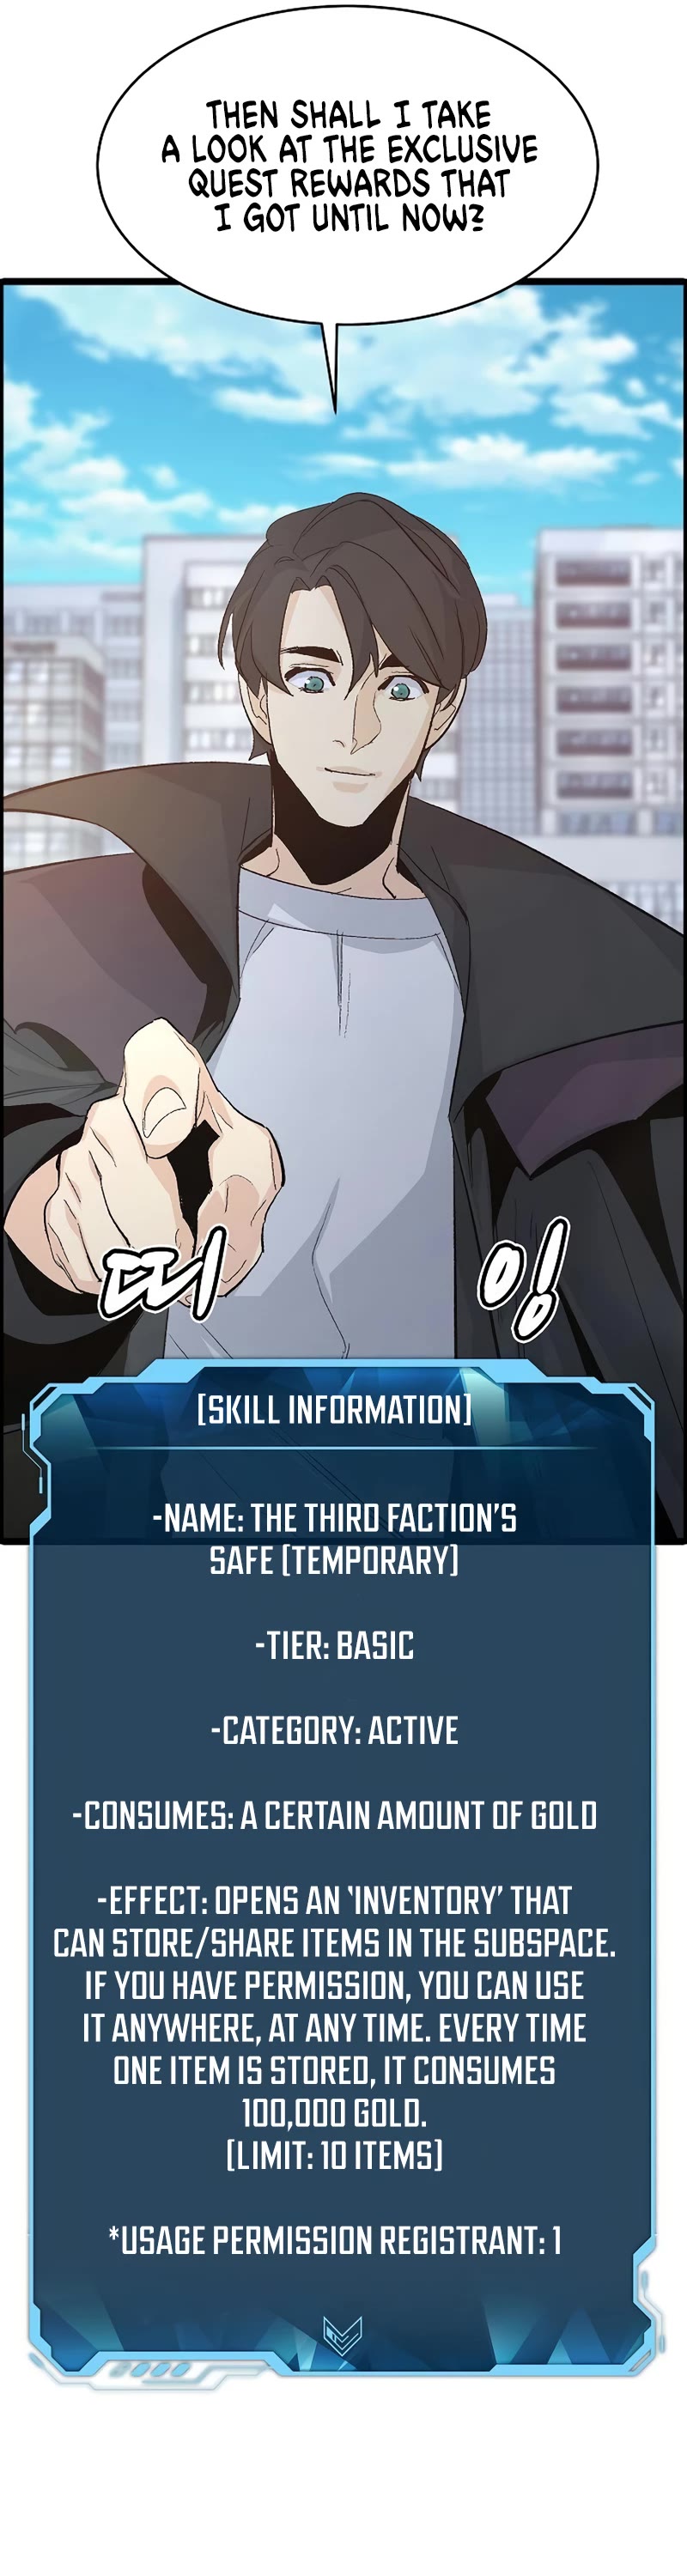 THEN SHALL I TAKE
A LOOK AT THE EXCLUSIVE
QUEST REWARDS THAT
I GOT UNTIL NOW?
띠 이!
[SKILL INFORMATION]
-NAME: THE THIRD FACTION'S
SAFE [TEMPORARY]
-TIER: BASIC
-CATEGORY: ACTIVE
-CONSUMES: A CERTAIN AMOUNT OF GOLD
-EFFECT: OPENS AN 'INVENTORY' THAT
CAN STORE/SHARE ITEMS IN THE SUBSPACE.
IF YOU HAVE PERMISSION, YOU CAN USE
IT ANYWHERE, AT ANY TIME. EVERY TIME
ONE ITEM IS STORED, IT CONSUMES
100,000 GOLD.
[LIMIT: 10 ITEMS]
*USAGE PERMISSION REGISTRANT: 1